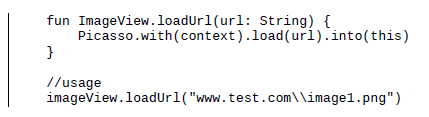 fun ImageView.loadUrl(url: String) {
    Picasso.with(context).load(url).into(this)
}

//usage
imageView.loadUrl("www.test.com\\image1.png")